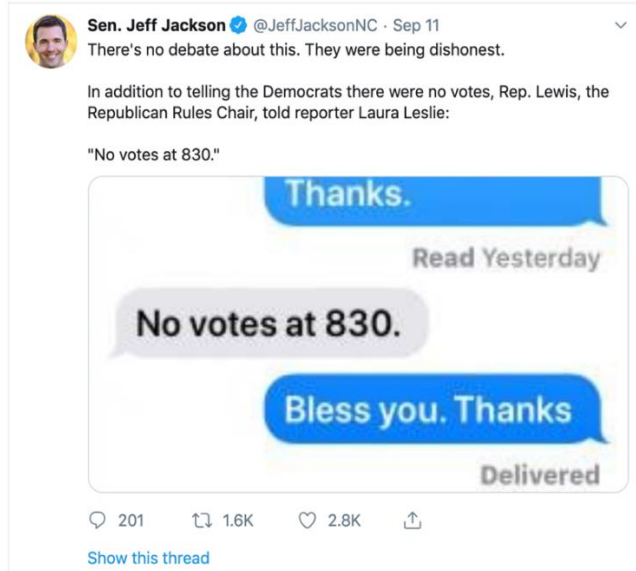 Sen. Jeff Jackson @JeffJacksonNC · Sep 11
There's no debate about this. They were being dishonest.
In addition to telling the Democrats there were no votes, Rep. Lewis, the
Republican Rules Chair, told reporter Laura Leslie:
"No votes at 830."
Thanks.
Read Yesterday
No votes at 830.
Bless you. Thanks
Delivered
201 1.6K 2.8K
Show this thread